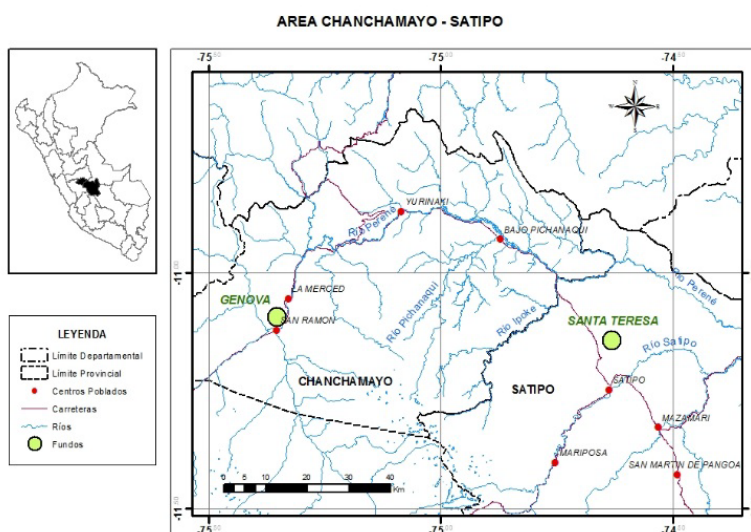 AREA CHANCHAMAYO - SATIPO
-75
-75
-74
YURINAKI
Río Perené
BAJO PICHANAQUI
-11⁰⁰
Río Perené
LA MERCED
GENOVA
SAN RAMON
Río Pichanaqui
Río Ipoke
SANTA TERESA
Río Satipo
CHANCHAMAYO
SATIPO
SATIPO
MAZAMARI
MARIPOSA
SAN MARTIN DE PANGOA
LEYENDA
Límite Departamental
Límite Provincial
Centros Poblados
Carreteras
Ríos
Fundos
0 5 10 20 30 40
Km
-11⁵⁰
-75
-75
-74